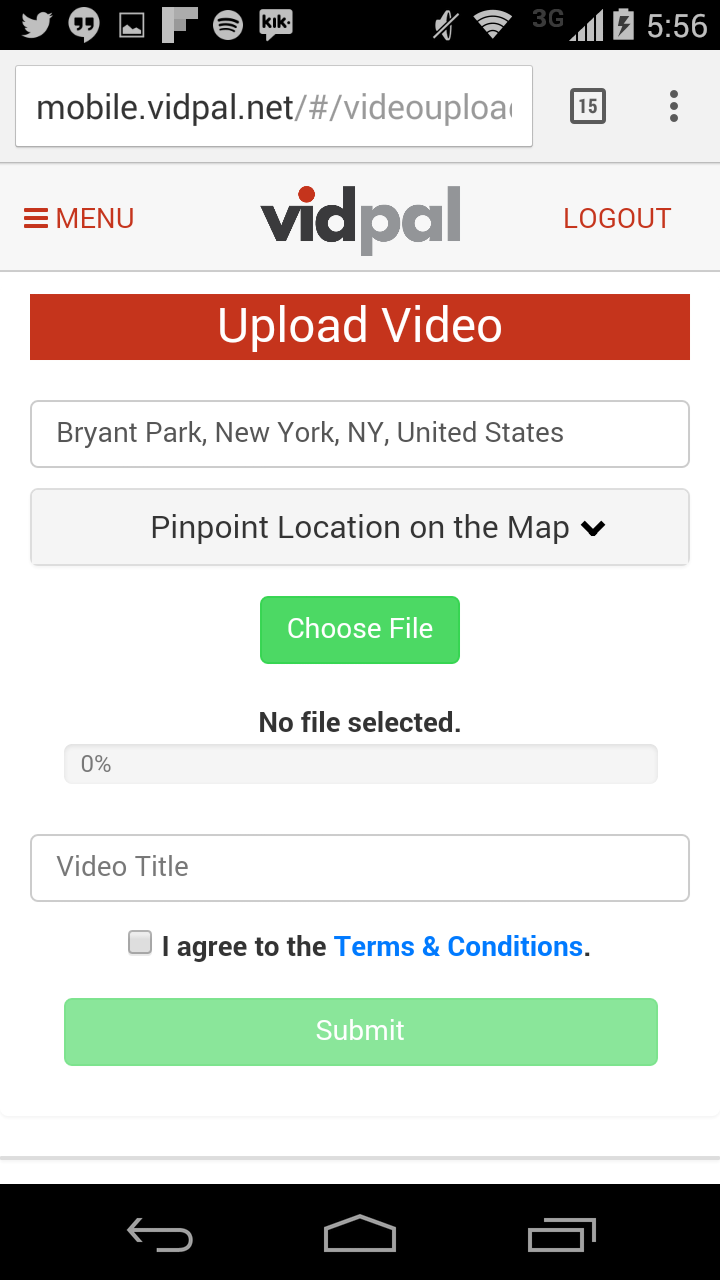 kik
3G
5:56
mobile.vidpal.net/#/videouploa
15
MENU
vidpal
LOGOUT
Upload Video
Bryant Park, New York, NY, United States
Pinpoint Location on the Map
Choose File
No file selected.
0%
Video Title
I agree to the Terms & Conditions.
Submit